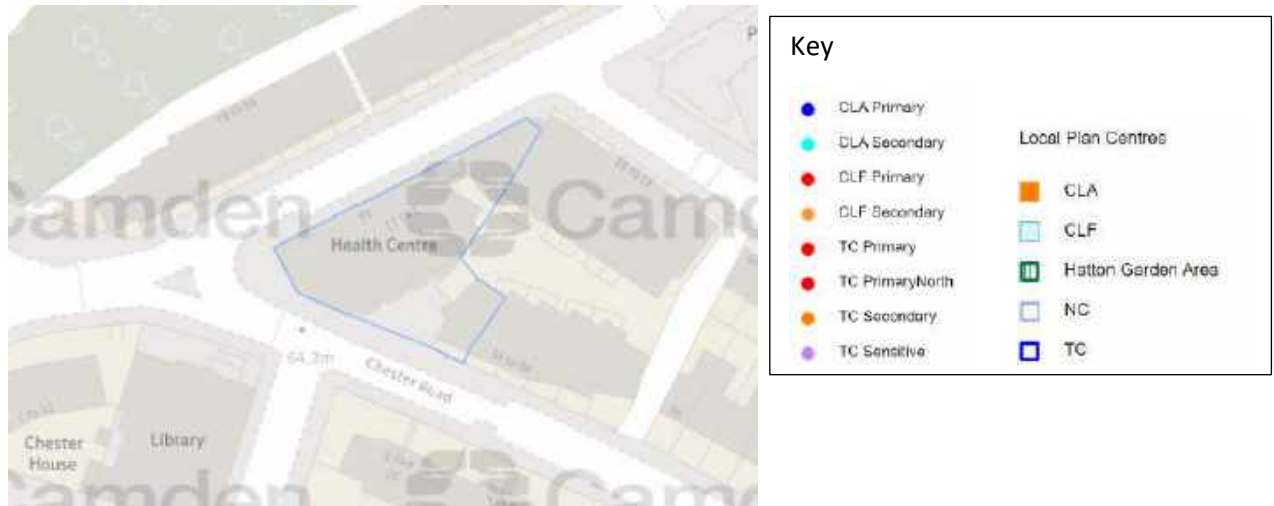 Camden
Camden
Health Centre
64.3m
Chester Road
Chester
House
Library
Camden
Camden
Key
CLA Primary
CLA Secondary
CLF Primary
CLF Secondary
TC Primary
TC PrimaryNorth
TC Secondary
TC Sensitive
Local Plan Centres
CLA
CLF
Hatton Garden Area
NC
TC